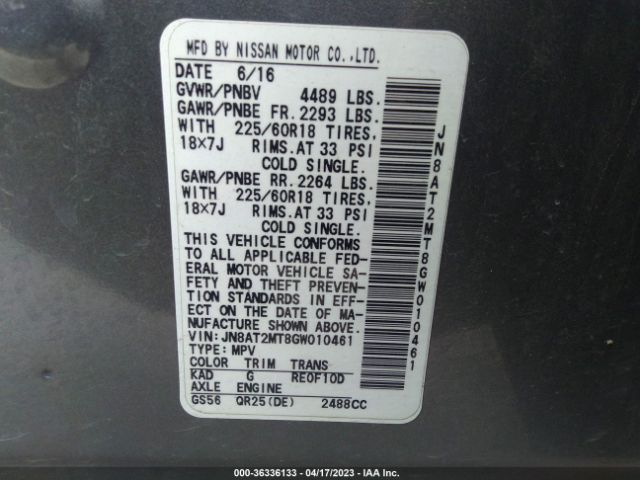 MFD BY NISSAN MOTOR CO.,LTD.
DATE 6/16
GVWR/PNBV 4489 LBS.
GAWR/PNBE FR. 2293 LBS.
WITH 225/60R18 TIRES,
18×7J RIMS.AT 33 PSI
COLD SINGLE.
GAWR/PNBE RR. 2264 LBS.
WITH 225/60R18 TIRES,
18×7J RIMS.AT 33 PSI
COLD SINGLE.
THIS VEHICLE CONFORMS
TO ALL APPLICABLE FED-
ERAL MOTOR VEHICLE SA-
FETY AND THEFT PREVEN-
TION STANDARDS IN EFF-
ECT ON THE DATE OF MA-
NUFACTURE SHOWN ABOVE.
VIN:JN8AT2MT8GW010461
TYPE:MPV
COLOR TRIM TRANS
KAD G RE0F10D
AXLE ENGINE
GS56 QR25(DE) 2488CC
JN8AT2MT8GW010461
000-36336133 - 04/17/2023 - IAA Inc.